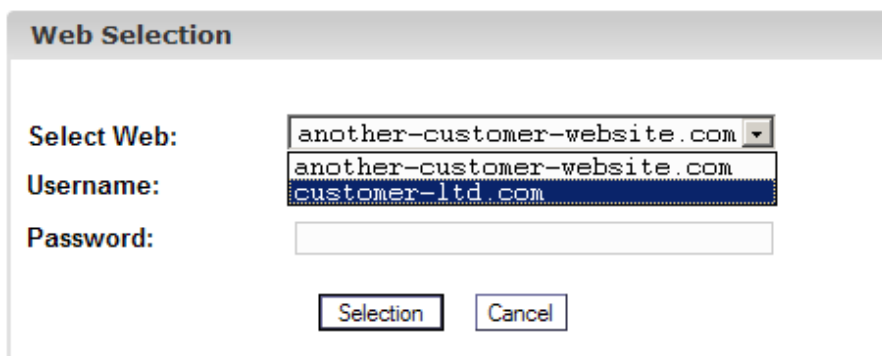 Web Selection
Select Web: another-customer-website.com
another-customer-website.com
Username: customer-ltd.com
Password:
Selection Cancel